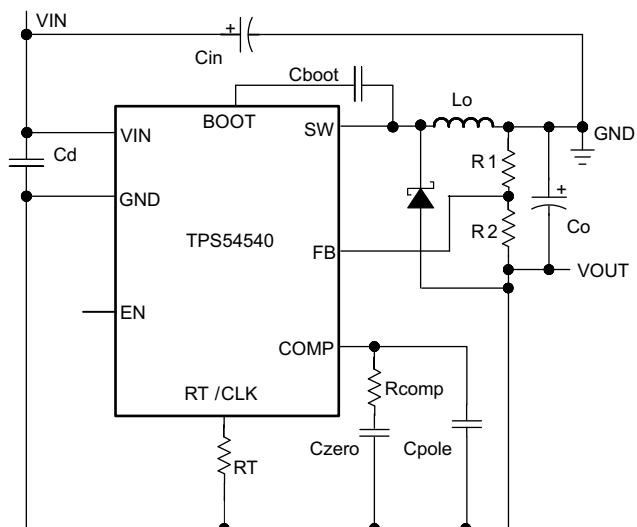 VIN
Cin
+
Cboot
Lo
GND
BOOT
SW
VIN
Cd
R1
GND
TPS54540
+
R2
Co
FB
VOUT
EN
COMP
RT /CLK
Rcomp
Czero
Cpole
RT